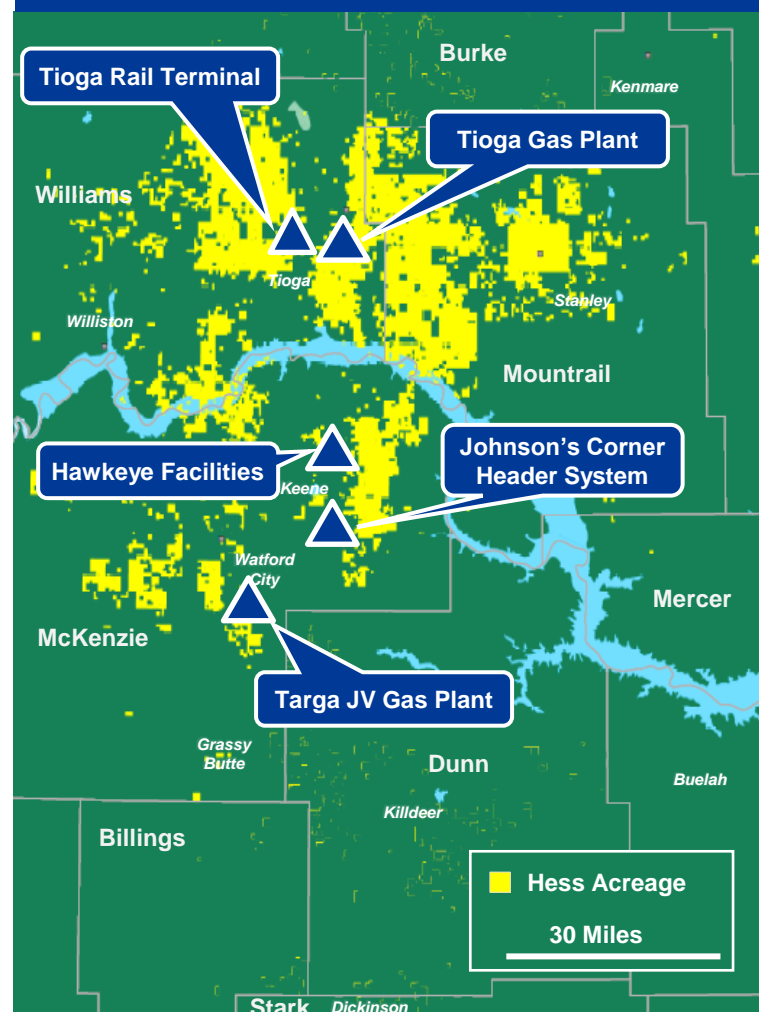 Burke
Tioga Rail Terminal
Kenmare
Tioga Gas Plant
Williams
Tioga
Stanley
Williston
Mountrail
Johnson's Corner
Header System
Hawkeye Facilities
Keene
Watford
City
Mercer
McKenzie
Targa JV Gas Plant
Grassy
Butte
Dunn
Buelah
Killdeer
Billings
Hess Acreage
30 Miles
Stark
Dickinson